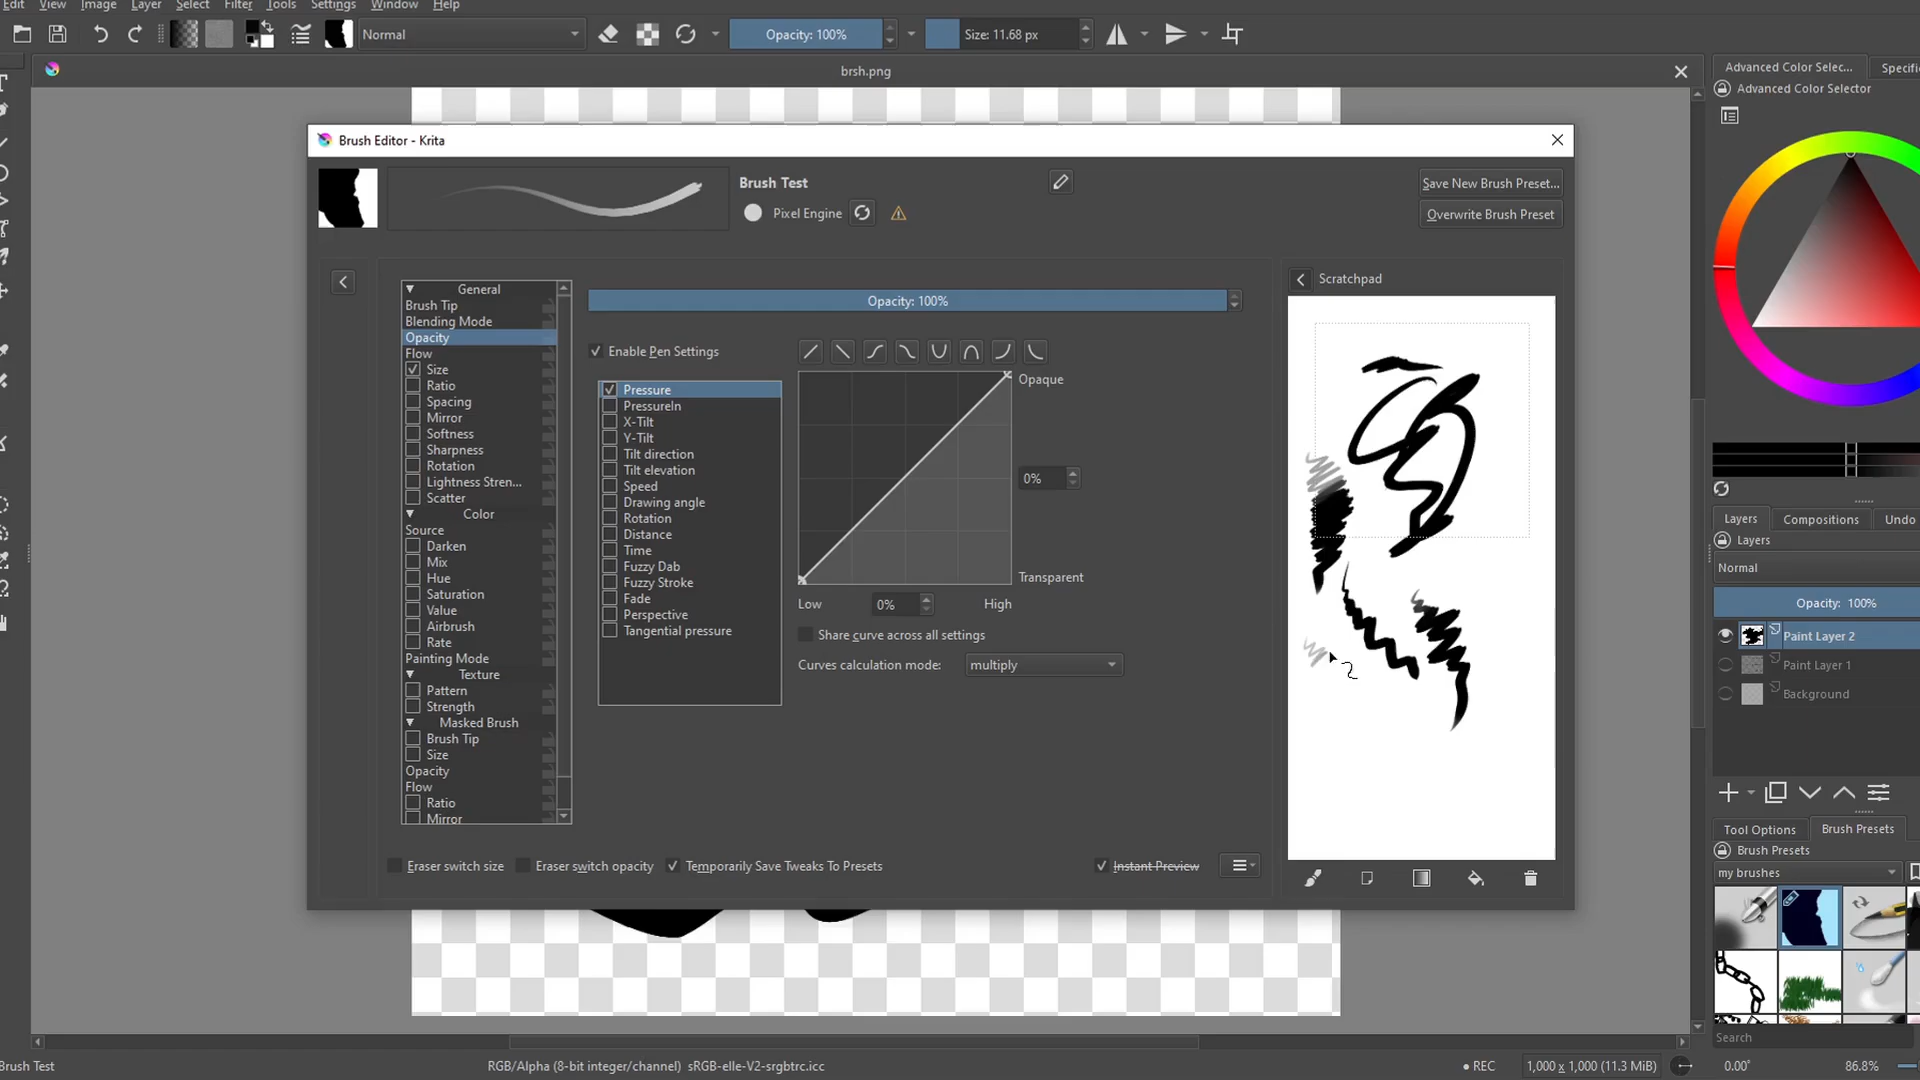 Edit View Image Layer Select Filter Tools Settings Window Help
Normal
Opacity: 100%
Size: 11.68 px
brsh.png
Brush Editor - Krita
Brush Test
Pixel Engine
Save New Brush Preset...
Overwrite Brush Preset
General
Brush Tip
Blending Mode
Opacity
Flow
Size
Ratio
Spacing
Mirror
Softness
Sharpness
Rotation
Lightness Stren...
Scatter
Color
Source
Darken
Mix
Hue
Saturation
Value
Airbrush
Rate
Painting Mode
Texture
Pattern
Strength
Masked Brush
Brush Tip
Size
Opacity
Flow
Ratio
Mirror
Opacity: 100%
Enable Pen Settings
Pressure
PressureIn
X-Tilt
Y-Tilt
Tilt direction
Tilt elevation
Speed
Drawing angle
Rotation
Distance
Time
Fuzzy Dab
Fuzzy Stroke
Fade
Perspective
Tangential pressure
Opaque
0%
Transparent
Low
0%
High
Share curve across all settings
Curves calculation mode:
multiply
Eraser switch size
Eraser switch opacity
Temporarily Save Tweaks To Presets
Instant Preview
Scratchpad
Advanced Color Selec...
Specifi
Advanced Color Selector
Layers
Compositions
Undo
Layers
Normal
Opacity: 100%
Paint Layer 2
Paint Layer 1
Background
Tool Options
Brush Presets
Brush Presets
my brushes
Search
Brush Test
RGB/Alpha (8-bit integer/channel) sRGB-elle-V2-srgbtrc.icc
REC
1,000 x 1,000 (11.3 MiB)
0.00°
86.8%